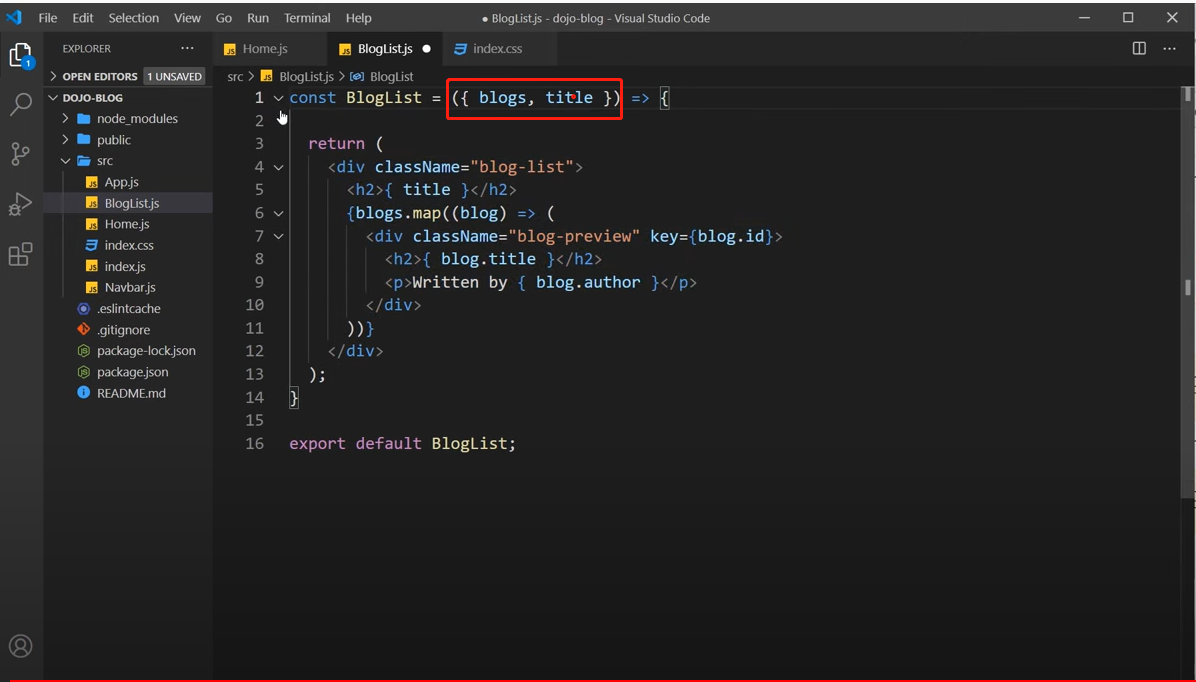 File Edit Selection View Go Run Terminal Help ● BlogList.js - dojo-blog - Visual Studio Code
EXPLORER ···
Home.js BlogList.js ● index.css
OPEN EDITORS 1 UNSAVED
src > BlogList.js > BlogList
DOJO-BLOG
node_modules
public
src
App.js
BlogList.js
Home.js
index.css
index.js
Navbar.js
.eslintcache
.gitignore
package-lock.json
package.json
README.md
1
1 const BlogList = ({ blogs, title }) => {
2
3 return (
4 <div className="blog-list">
5 <h2>{ title }</h2>
6 {blogs.map((blog) => (
7 <div className="blog-preview" key={blog.id}>
8 <h2>{ blog.title }</h2>
9 <p>Written by { blog.author }</p>
10 </div>
11 ))}
12 </div>
13 );
14 }
15
16 export default BlogList;